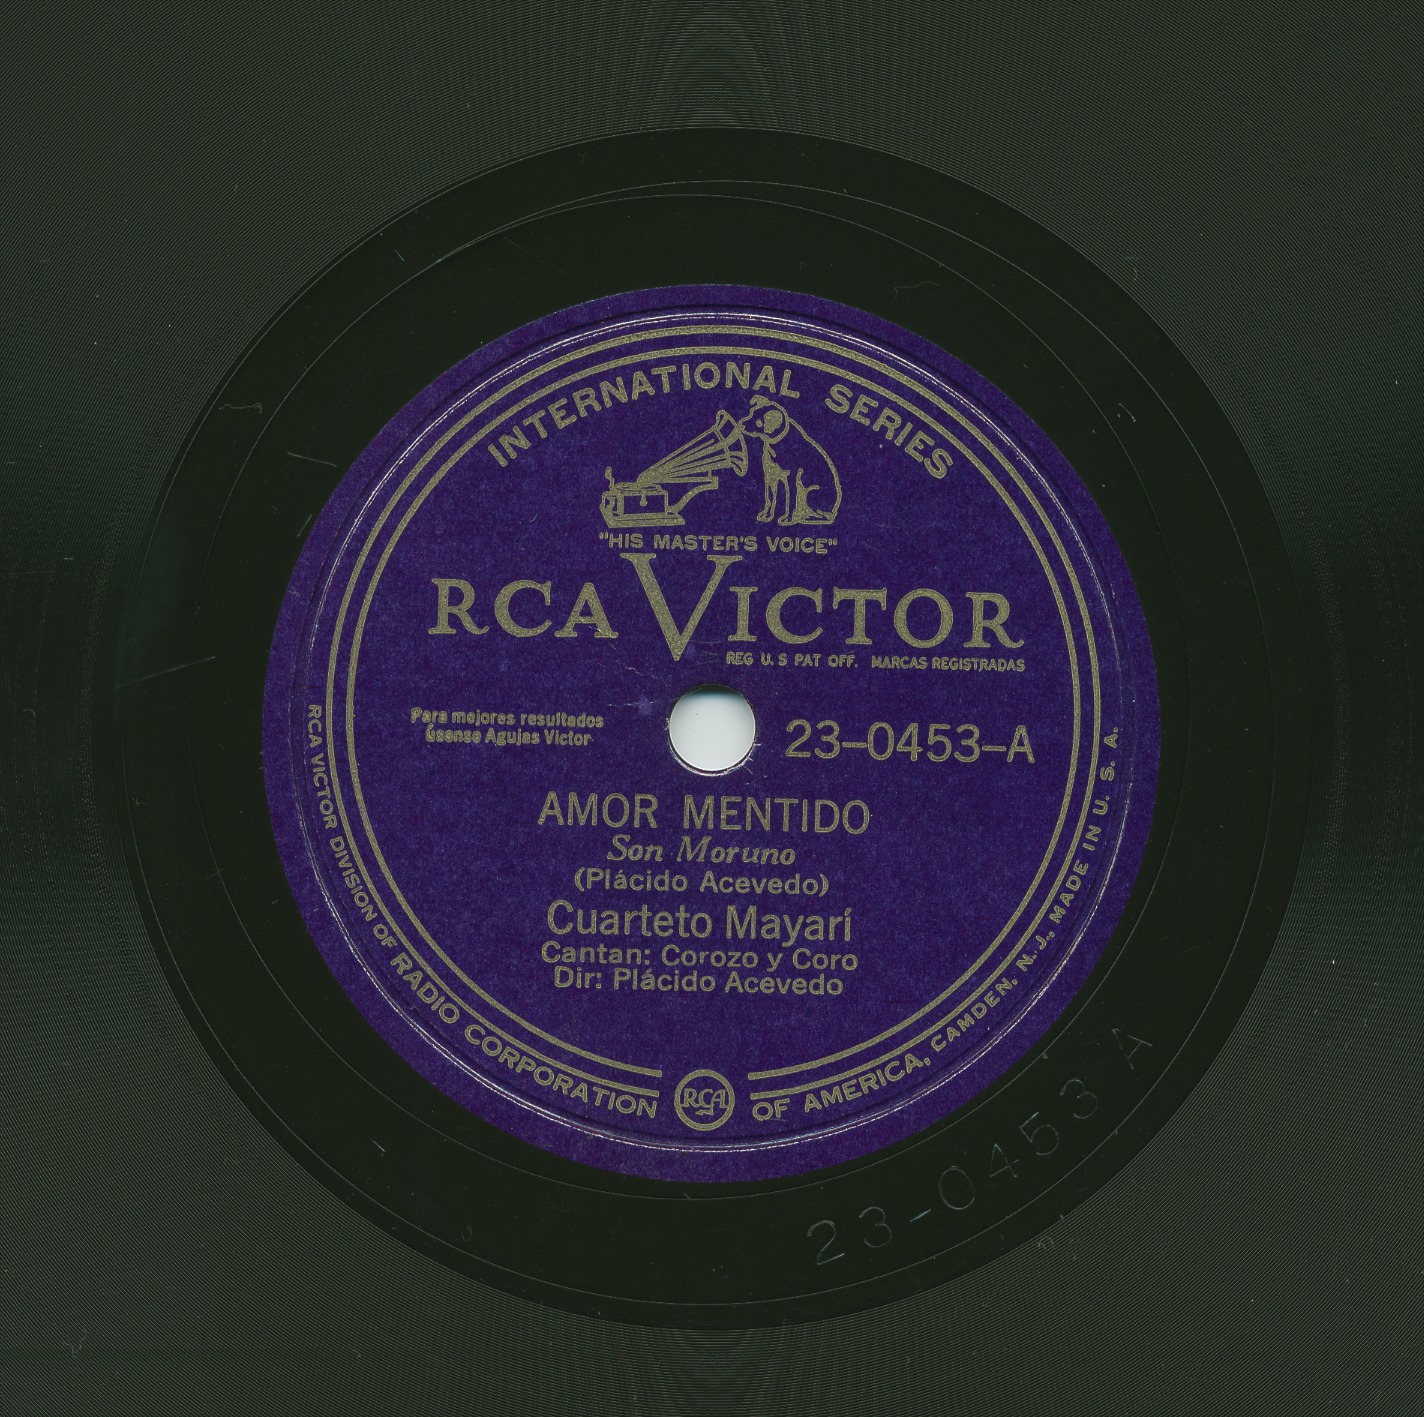 INTERNATIONAL SERIES
"HIS MASTER'S VOICE"
RCA VICTOR
REG U. S PAT OFF. MARCAS REGISTRADAS
Para mejores resultados
úsense Agujas Victor
23–0453–A
AMOR MENTIDO
Son Moruno
(Plácido Acevedo)
Cuarteto Mayarí
Cantan: Corozo y Coro
Dir: Plácido Acevedo
RCA VICTOR DIVISION OF RADIO CORPORATION RCA OF AMERICA, CAMDEN, N.J., MADE IN U. S. A.
23-0453 A